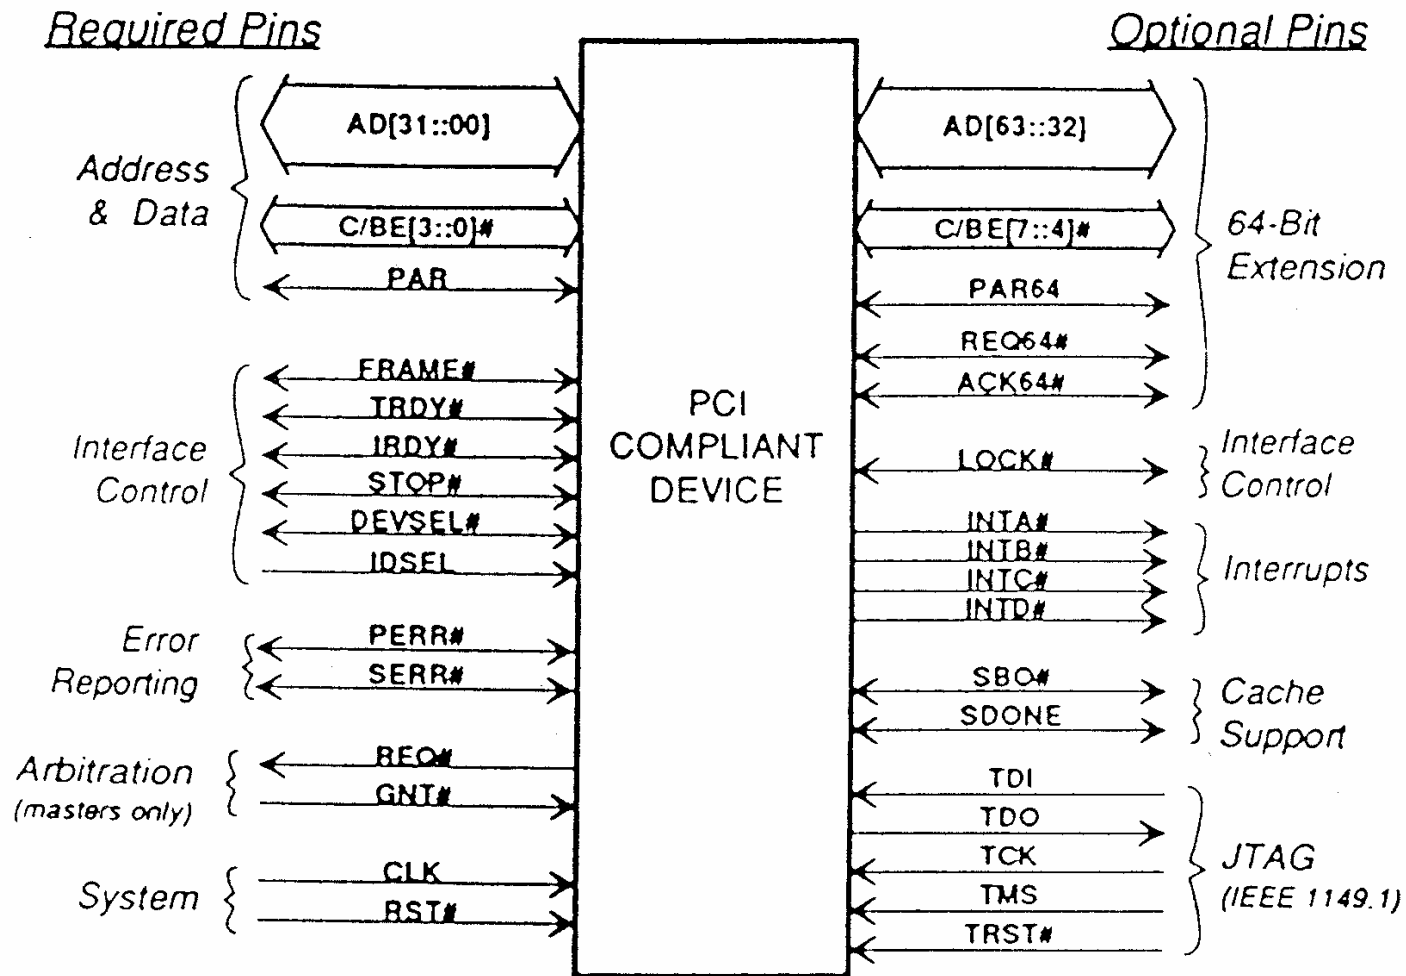 Required Pins
Optional Pins
Address
& Data
AD[31::00]
C/BE[3::0]#
PAR
Interface
Control
FRAME#
TRDY#
IRDY#
STOP#
DEVSEL#
IDSEL
Error
Reporting
PERR#
SERR#
Arbitration
(masters only)
REQ#
GNT#
System
CLK
RST#
PCI
COMPLIANT
DEVICE
AD[63::32]
C/BE[7::4]#
PAR64
REQ64#
ACK64#
64-Bit
Extension
LOCK#
Interface
Control
INTA#
INTB#
INTC#
INTD#
Interrupts
SBO#
SDONE
Cache
Support
TDI
TDO
TCK
TMS
TRST#
JTAG
(IEEE 1149.1)